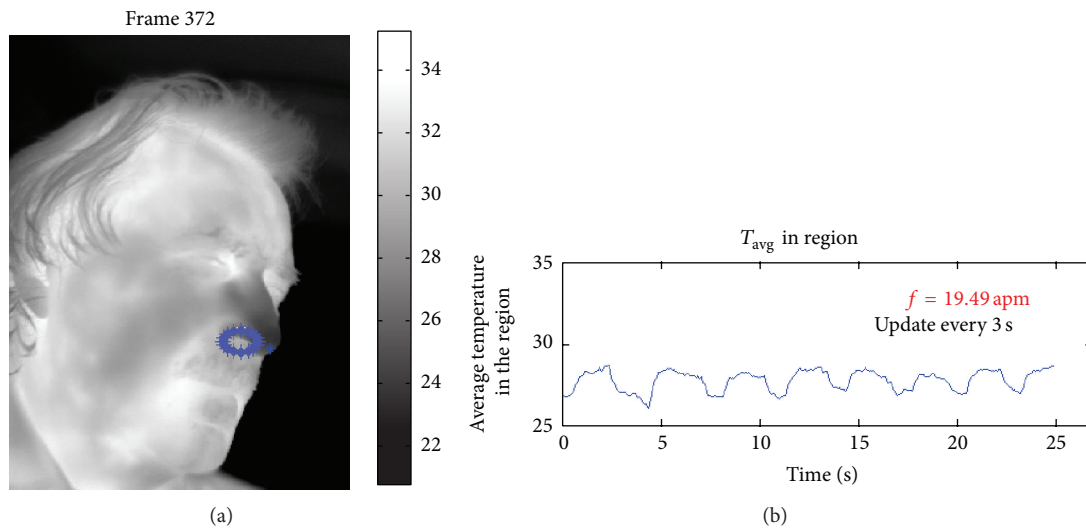 Frame 372
34
32
30
28
26
24
22
(a)
T_avg in region
Average temperature
in the region
35
30
25
f = 19.49 apm
Update every 3 s
0
5
10
15
20
25
Time (s)
(b)